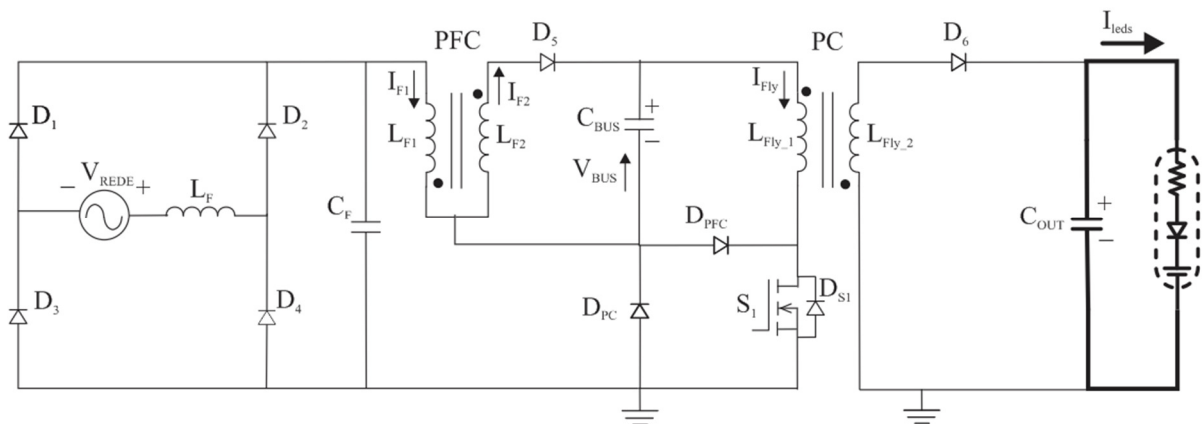 PFC
D5
PC
D6
Ileds
IF1
IF2
IFly
D1
D2
LF1
LF2
CBUS
+
−
LFly_1
LFly_2
VREDE
− +
LF
VBUS
CF
DPFC
COUT
+
−
D3
D4
DPC
S1
DS1